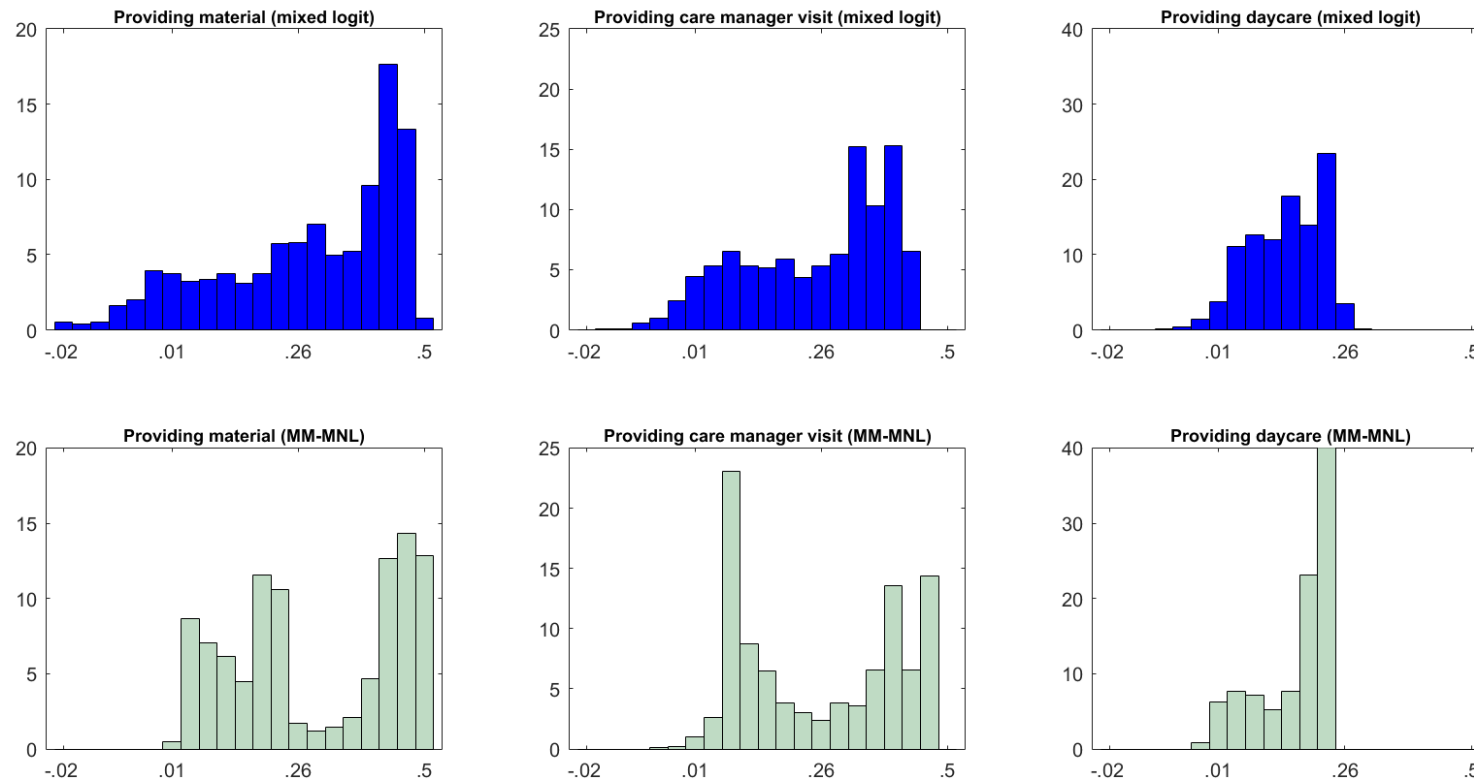 Providing material (mixed logit)
20
15
10
5
0
-.02 .01 .26 .5
Providing care manager visit (mixed logit)
25
20
15
10
5
0
-.02 .01 .26 .5
Providing daycare (mixed logit)
40
30
20
10
0
-.02 .01 .26 .5
Providing material (MM-MNL)
20
15
10
5
0
-.02 .01 .26 .5
Providing care manager visit (MM-MNL)
25
20
15
10
5
0
-.02 .01 .26 .5
Providing daycare (MM-MNL)
40
30
20
10
0
-.02 .01 .26 .5